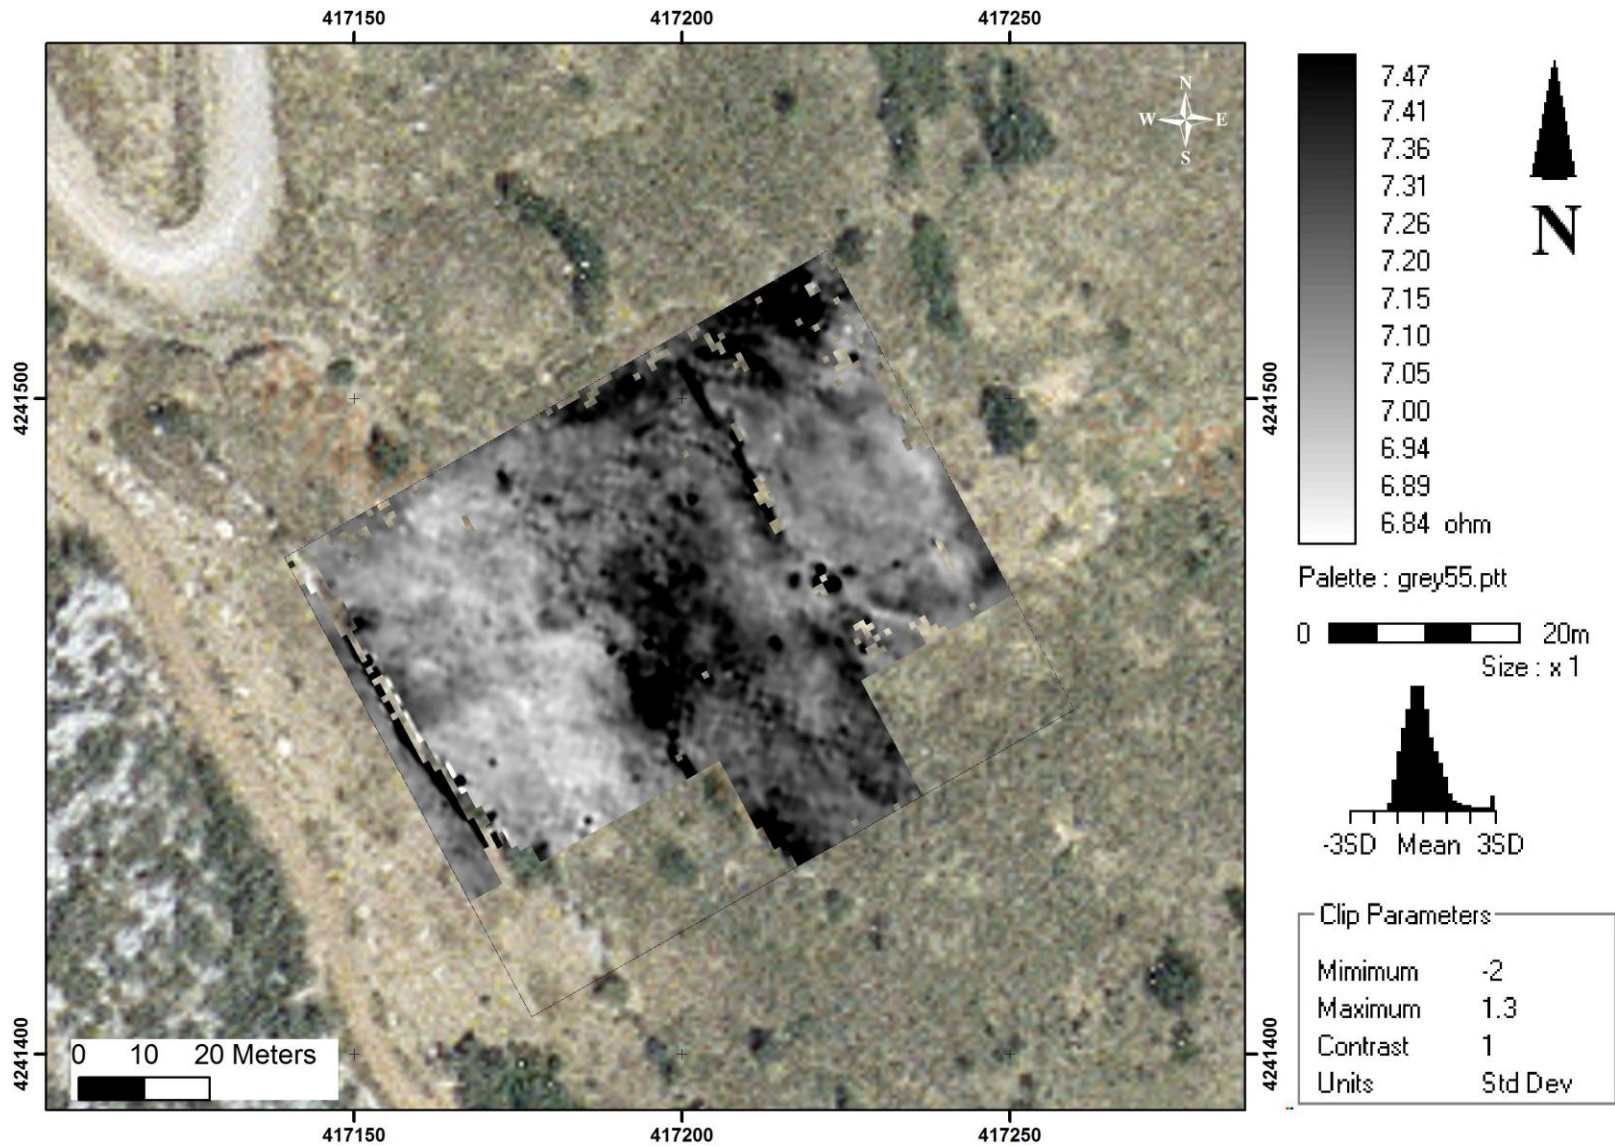 417150 417200 417250
N
W E
S
4241500
4241500
4241400
4241400
0 10 20 Meters
417150 417200 417250
7.47
7.41
7.36
7.31
7.26
7.20
7.15
7.10
7.05
7.00
6.94
6.89
6.84 ohm
N
Palette : grey55.ptt
0 20m
Size : x 1
-3SD Mean 3SD
Clip Parameters
Mimimum -2
Maximum 1.3
Contrast 1
Units Std Dev